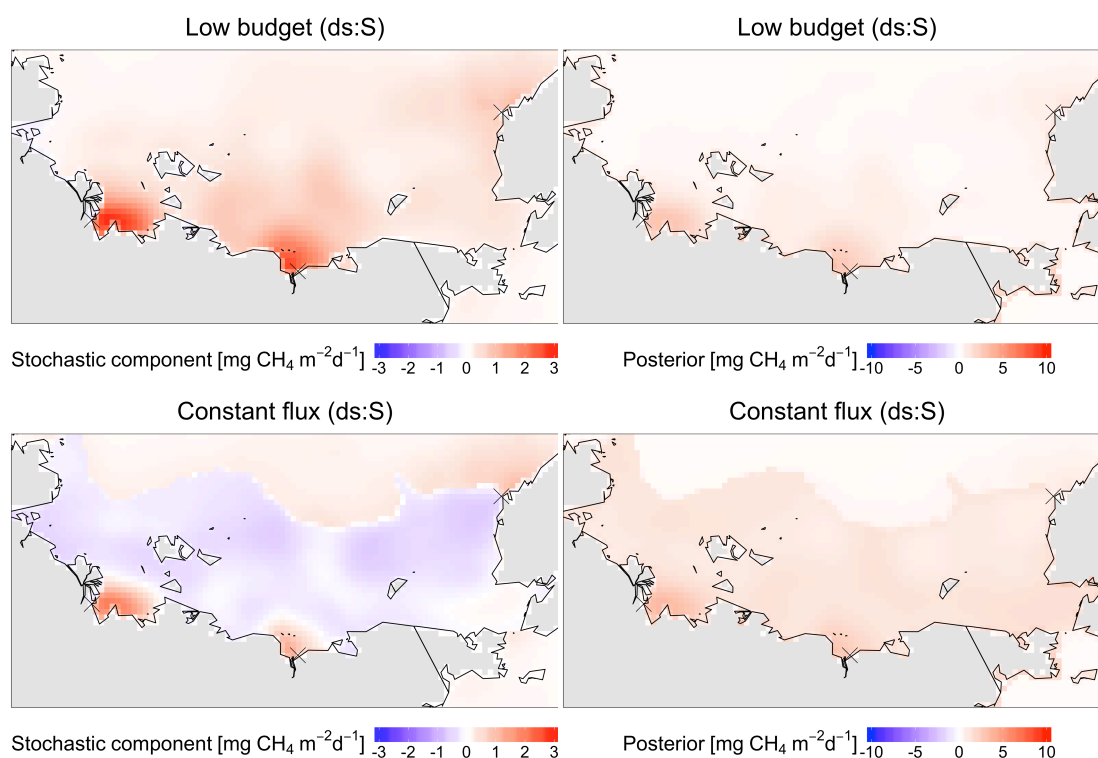 Low budget (ds:S)
Low budget (ds:S)
Stochastic component [mg CH₄ m⁻²d⁻¹] -3 -2 -1 0 1 2 3
Posterior [mg CH₄ m⁻²d⁻¹] -10 -5 0 5 10
Constant flux (ds:S)
Constant flux (ds:S)
Stochastic component [mg CH₄ m⁻²d⁻¹] -3 -2 -1 0 1 2 3
Posterior [mg CH₄ m⁻²d⁻¹] -10 -5 0 5 10